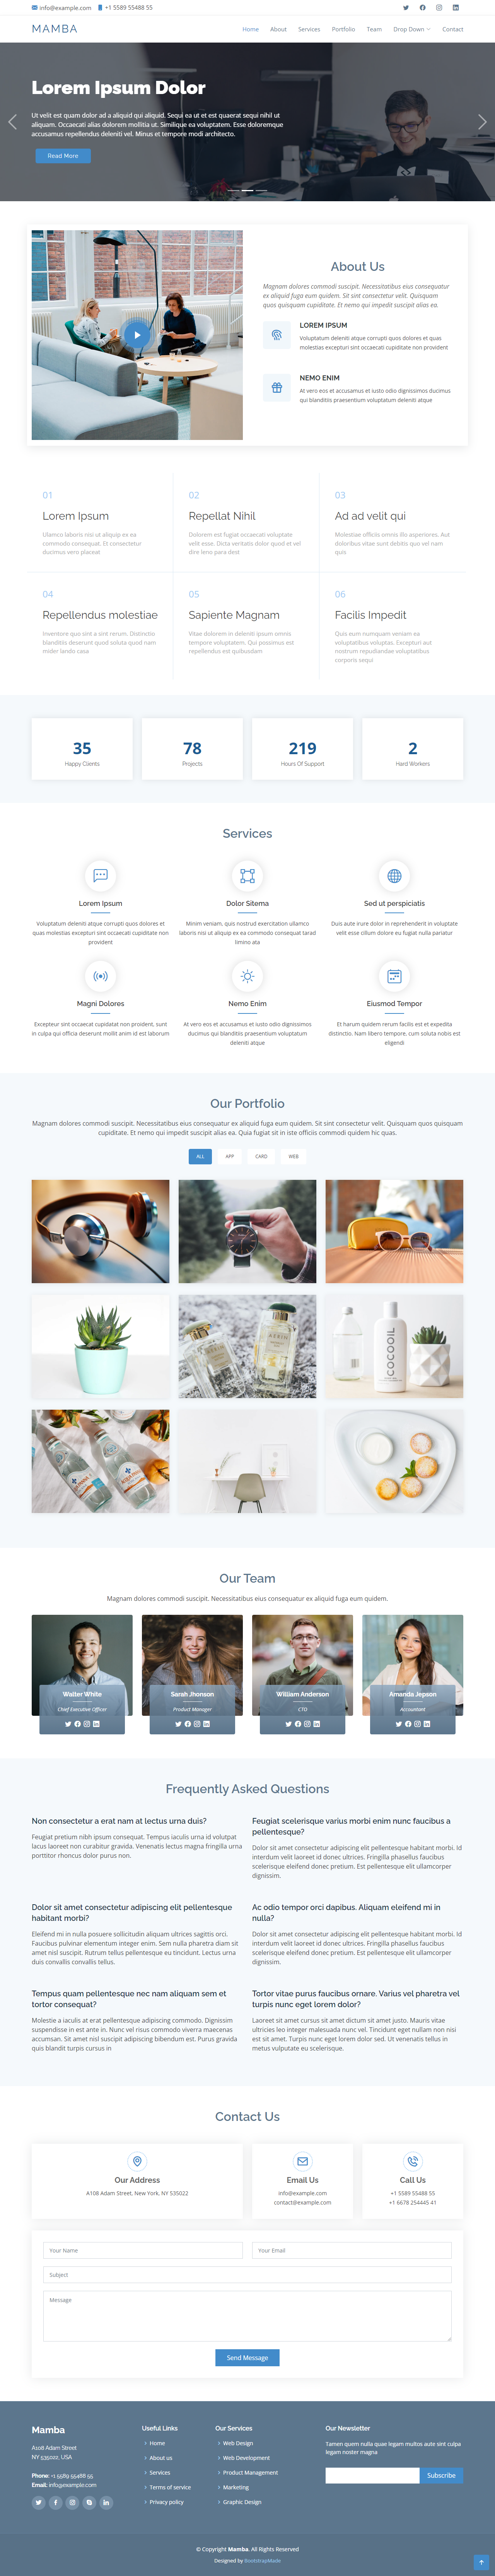 info@example.com +1 5589 55488 55
MAMBA
Home About Services Portfolio Team Drop Down Contact
Lorem Ipsum Dolor
Ut velit est quam dolor ad a aliquid qui aliquid. Sequi ea ut et est quaerat sequi nihil ut
aliquam. Occaecati alias dolorem mollitia ut. Similique ea voluptatem. Esse doloremque
accusamus repellendus deleniti vel. Minus et tempore modi architecto.
Read More
About Us
Magnam dolores commodi suscipit. Necessitatibus eius consequatur
ex aliquid fuga eum quidem. Sit sint consectetur velit. Quisquam
quos quisquam cupiditate. Et nemo qui impedit suscipit alias ea.
LOREM IPSUM
Voluptatum deleniti atque corrupti quos dolores et quas
molestias excepturi sint occaecati cupiditate non provident
NEMO ENIM
At vero eos et accusamus et iusto odio dignissimos ducimus
qui blanditiis praesentium voluptatum deleniti atque
01
Lorem Ipsum
Ulamco laboris nisi ut aliquip ex ea
commodo consequat. Et consectetur
ducimus vero placeat
02
Repellat Nihil
Dolorem est fugiat occaecati voluptate
velit esse. Dicta veritatis dolor quod et vel
dire leno para dest
03
Ad ad velit qui
Molestiae officiis omnis illo asperiores. Aut
doloribus vitae sunt debitis quo vel nam
quis
04
Repellendus molestiae
Inventore quo sint a sint rerum. Distinctio
blanditiis deserunt quod soluta quod nam
mider lando casa
05
Sapiente Magnam
Vitae dolorem in deleniti ipsum omnis
tempore voluptatem. Qui possimus est
repellendus est quibusdam
06
Facilis Impedit
Quis eum numquam veniam ea
voluptatibus voluptas. Excepturi aut
nostrum repudiandae voluptatibus
corporis sequi
35
Happy Clients
78
Projects
219
Hours Of Support
2
Hard Workers
Services
Lorem Ipsum
Voluptatum deleniti atque corrupti quos dolores et
quas molestias excepturi sint occaecati cupiditate non
provident
Dolor Sitema
Minim veniam, quis nostrud exercitation ullamco
laboris nisi ut aliquip ex ea commodo consequat tarad
limino ata
Sed ut perspiciatis
Duis aute irure dolor in reprehenderit in voluptate
velit esse cillum dolore eu fugiat nulla pariatur
Magni Dolores
Excepteur sint occaecat cupidatat non proident, sunt
in culpa qui officia deserunt mollit anim id est laborum
Nemo Enim
At vero eos et accusamus et iusto odio dignissimos
ducimus qui blanditiis praesentium voluptatum
deleniti atque
Eiusmod Tempor
Et harum quidem rerum facilis est et expedita
distinctio. Nam libero tempore, cum soluta nobis est
eligendi
Our Portfolio
Magnam dolores commodi suscipit. Necessitatibus eius consequatur ex aliquid fuga eum quidem. Sit sint consectetur velit. Quisquam quos quisquam
cupiditate. Et nemo qui impedit suscipit alias ea. Quia fugiat sit in iste officiis commodi quidem hic quas.
ALL APP CARD WEB
COCOOIL
Our Team
Magnam dolores commodi suscipit. Necessitatibus eius consequatur ex aliquid fuga eum quidem.
Walter White
Chief Executive Officer
Sarah Jhonson
Product Manager
William Anderson
CTO
Amanda Jepson
Accountant
Frequently Asked Questions
Non consectetur a erat nam at lectus urna duis?
Feugiat pretium nibh ipsum consequat. Tempus iaculis urna id volutpat
lacus laoreet non curabitur gravida. Venenatis lectus magna fringilla urna
porttitor rhoncus dolor purus non.
Feugiat scelerisque varius morbi enim nunc faucibus a
pellentesque?
Dolor sit amet consectetur adipiscing elit pellentesque habitant morbi. Id
interdum velit laoreet id donec ultrices. Fringilla phasellus faucibus
scelerisque eleifend donec pretium. Est pellentesque elit ullamcorper
dignissim.
Dolor sit amet consectetur adipiscing elit pellentesque
habitant morbi?
Eleifend mi in nulla posuere sollicitudin aliquam ultrices sagittis orci.
Faucibus pulvinar elementum integer enim. Sem nulla pharetra diam sit
amet nisl suscipit. Rutrum tellus pellentesque eu tincidunt. Lectus urna
duis convallis convallis tellus.
Ac odio tempor orci dapibus. Aliquam eleifend mi in
nulla?
Dolor sit amet consectetur adipiscing elit pellentesque habitant morbi. Id
interdum velit laoreet id donec ultrices. Fringilla phasellus faucibus
scelerisque eleifend donec pretium. Est pellentesque elit ullamcorper
dignissim.
Tempus quam pellentesque nec nam aliquam sem et
tortor consequat?
Molestie a iaculis at erat pellentesque adipiscing commodo. Dignissim
suspendisse in est ante in. Nunc vel risus commodo viverra maecenas
accumsan. Sit amet nisl suscipit adipiscing bibendum est. Purus gravida
quis blandit turpis cursus in
Tortor vitae purus faucibus ornare. Varius vel pharetra vel
turpis nunc eget lorem dolor?
Laoreet sit amet cursus sit amet dictum sit amet justo. Mauris vitae
ultricies leo integer malesuada nunc vel. Tincidunt eget nullam non nisi
est sit amet. Turpis nunc eget lorem dolor sed. Ut venenatis tellus in
metus vulputate eu scelerisque.
Contact Us
Our Address
A108 Adam Street, New York, NY 535022
Email Us
info@example.com
contact@example.com
Call Us
+1 5589 55488 55
+1 6678 254445 41
Your Name Your Email
Subject
Message
Send Message
Mamba
A108 Adam Street
NY 535022, USA
Phone: +1 5589 55488 55
Email: info@example.com
Useful Links
Home
About us
Services
Terms of service
Privacy policy
Our Services
Web Design
Web Development
Product Management
Marketing
Graphic Design
Our Newsletter
Tamen quem nulla quae legam multos aute sint culpa
legam noster magna
Subscribe
© Copyright Mamba. All Rights Reserved
Designed by BootstrapMade